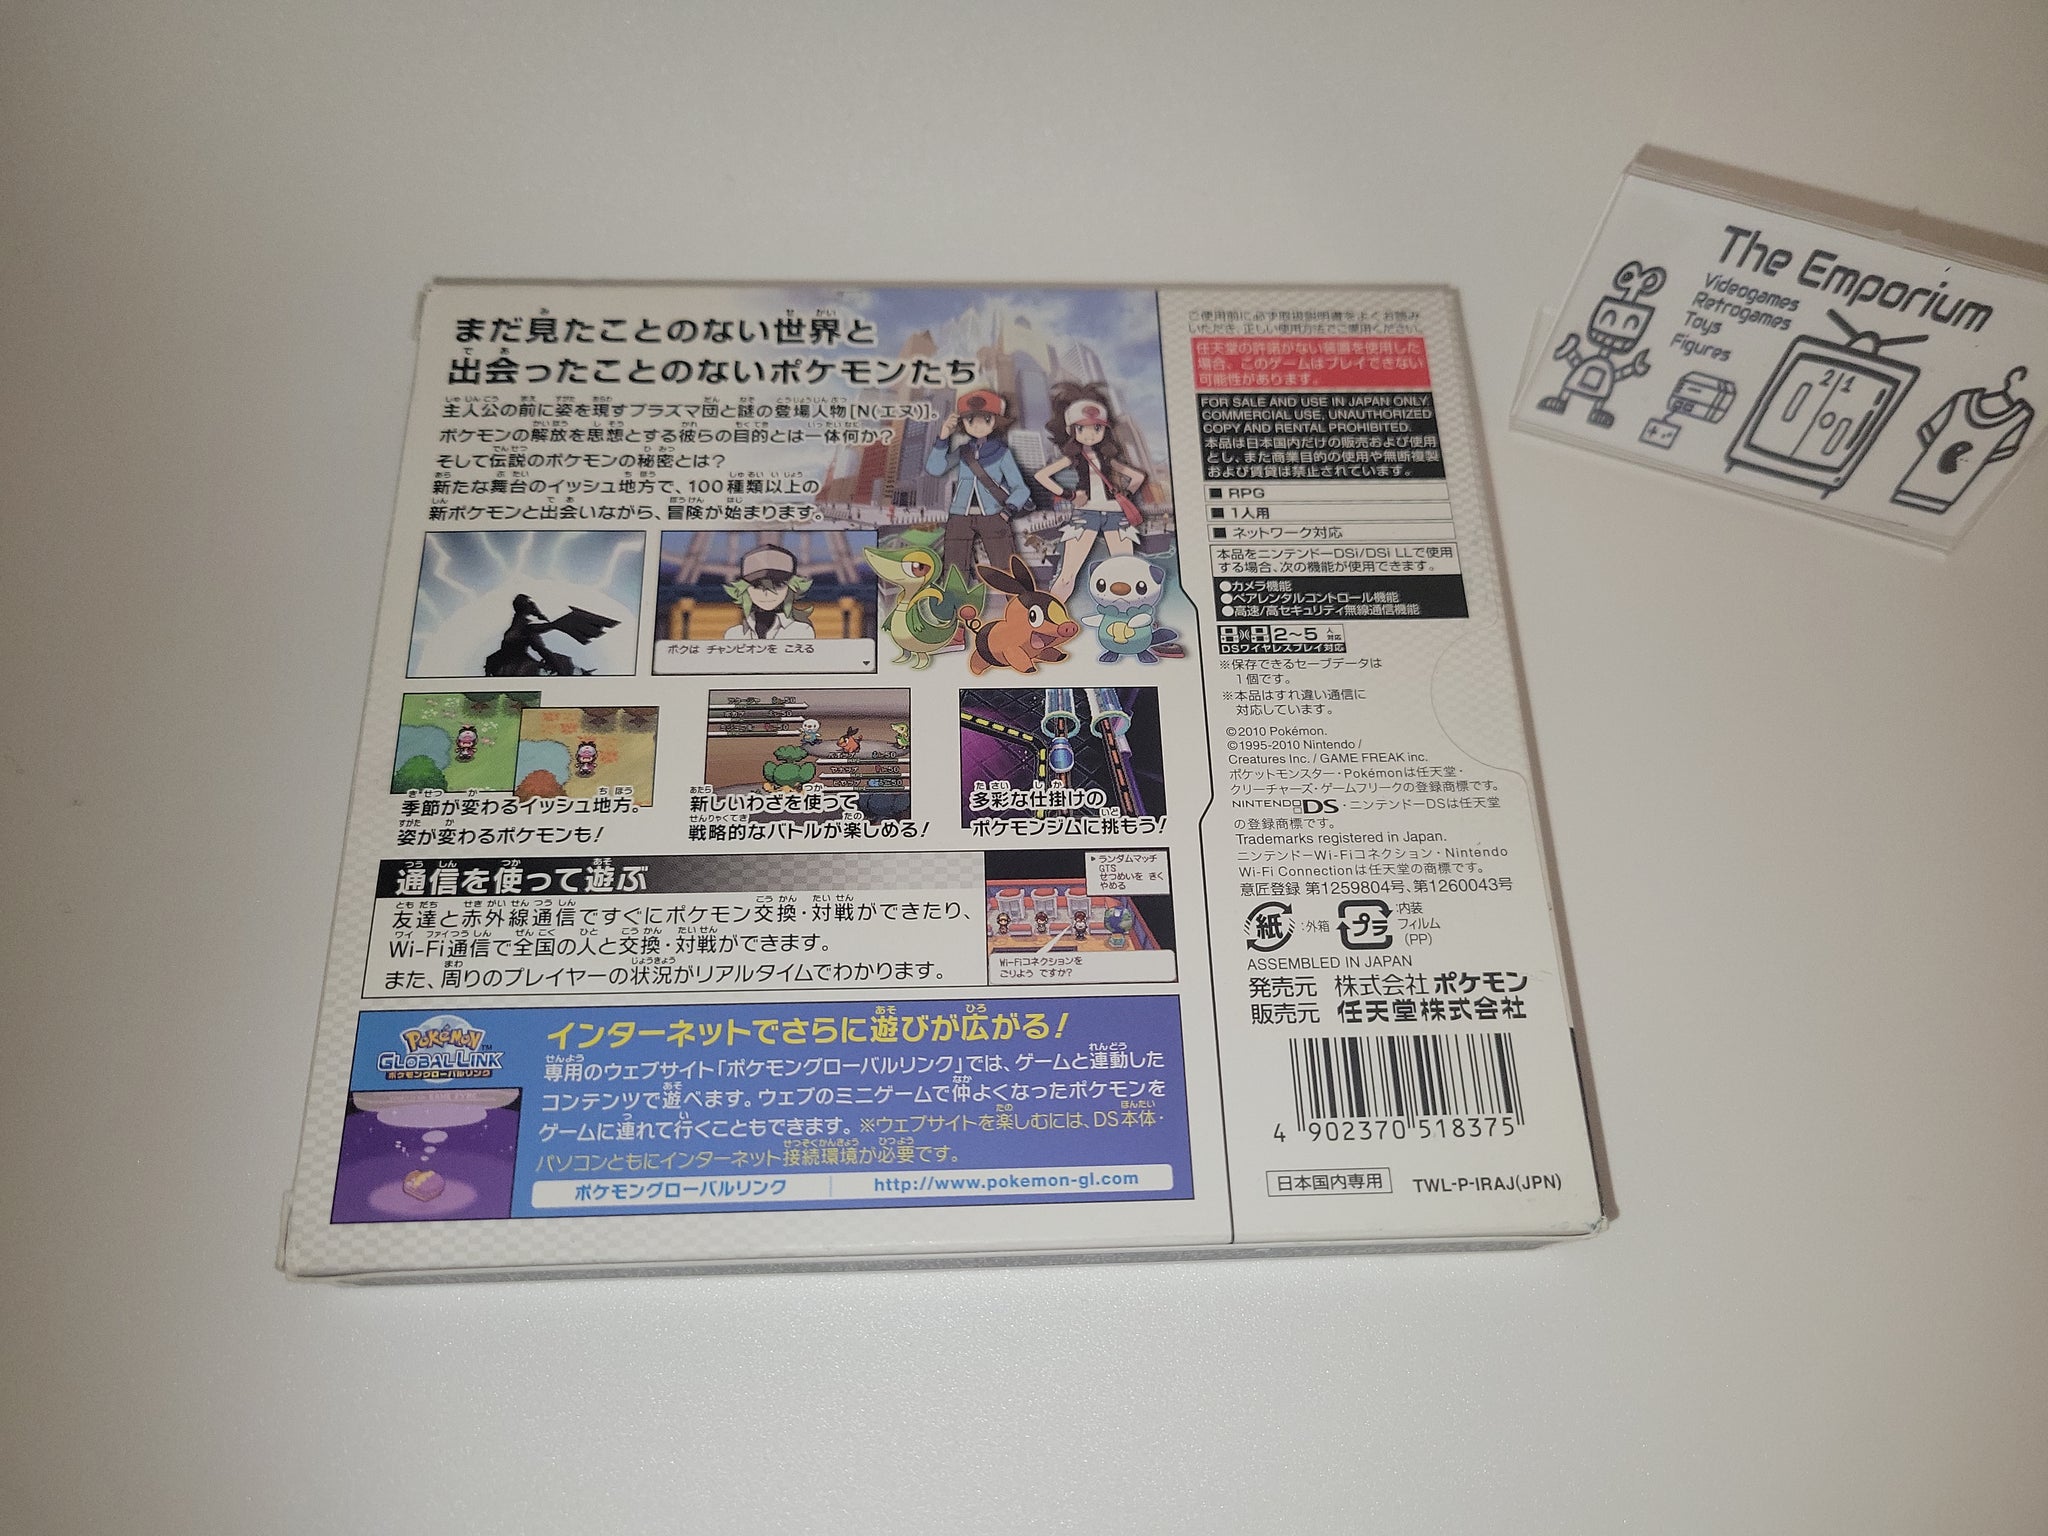 まだ見たことのない世界と
出会ったことのないポケモンたち
主人公の前に姿を現すプラズマ団と謎の登場人物[N(エヌ)]。
ポケモンの解放を思想とする彼らの目的とは一体何か?
そして伝説のポケモンの秘密とは?
新たな舞台のイッシュ地方で、100種類以上の
新ポケモンと出会いながら、冒険が始まります。
ボクは チャンピオンを こえる
季節が変わるイッシュ地方。
姿が変わるポケモンも!
新しいわざを使って
戦略的なバトルが楽しめる!
多彩な仕掛けの
ポケモンジムに挑もう!
通信を使って遊ぶ
友達と赤外線通信ですぐにポケモン交換・対戦ができたり、
Wi-Fi通信で全国の人と交換・対戦ができます。
また、周りのプレイヤーの状況がリアルタイムでわかります。
ランダムマッチ
GTS
せつめいを きく
やめる
Wi-Fiコネクションを
ごりよう ですか?
POKéMON
GLOBAL LINK
ポケモングローバルリンク
インターネットでさらに遊びが広がる!
専用のウェブサイト「ポケモングローバルリンク」では、ゲームと連動した
コンテンツで遊べます。ウェブのミニゲームで仲よくなったポケモンを
ゲームに連れて行くこともできます。※ウェブサイトを楽しむには、DS本体・
パソコンともにインターネット接続環境が必要です。
ポケモングローバルリンク http://www.pokemon-gl.com
ご使用前に必ず取扱説明書をよくお読み
いただき、正しい使用方法でご愛用ください。
任天堂の許諾がない装置を使用した
場合、このゲームはプレイできない
可能性があります。
FOR SALE AND USE IN JAPAN ONLY.
COMMERCIAL USE, UNAUTHORIZED
COPY AND RENTAL PROHIBITED.
本品は日本国内だけの販売および使用
とし、また商業目的の使用や無断複製
および賃貸は禁止されています。
■ RPG
■ 1人用
■ ネットワーク対応
本品をニンテンドーDSi/DSi LLで使用
する場合、次の機能が使用できます。
●カメラ機能
●ペアレンタルコントロール機能
●高速/高セキュリティ無線通信機能
2~5人対応
DSワイヤレスプレイ対応
※保存できるセーブデータは
1個です。
※本品はすれ違い通信に
対応しています。
©2010 Pokémon.
©1995-2010 Nintendo /
Creatures Inc. / GAME FREAK inc.
ポケットモンスター・Pokémonは任天堂・
クリーチャーズ・ゲームフリークの登録商標です。
NINTENDO DS・ニンテンドーDSは任天堂
の登録商標です。
Trademarks registered in Japan.
ニンテンドーWi-Fiコネクション・Nintendo
Wi-Fi Connectionは任天堂の商標です。
意匠登録 第1259804号、第1260043号
紙 :外箱 プラ :内装フィルム(PP)
ASSEMBLED IN JAPAN
発売元 株式会社ポケモン
販売元 任天堂株式会社
4 902370 518375
日本国内専用 TWL-P-IRAJ(JPN)
The Emporium
Videogames
Retrogames
Toys
Figures
2 1